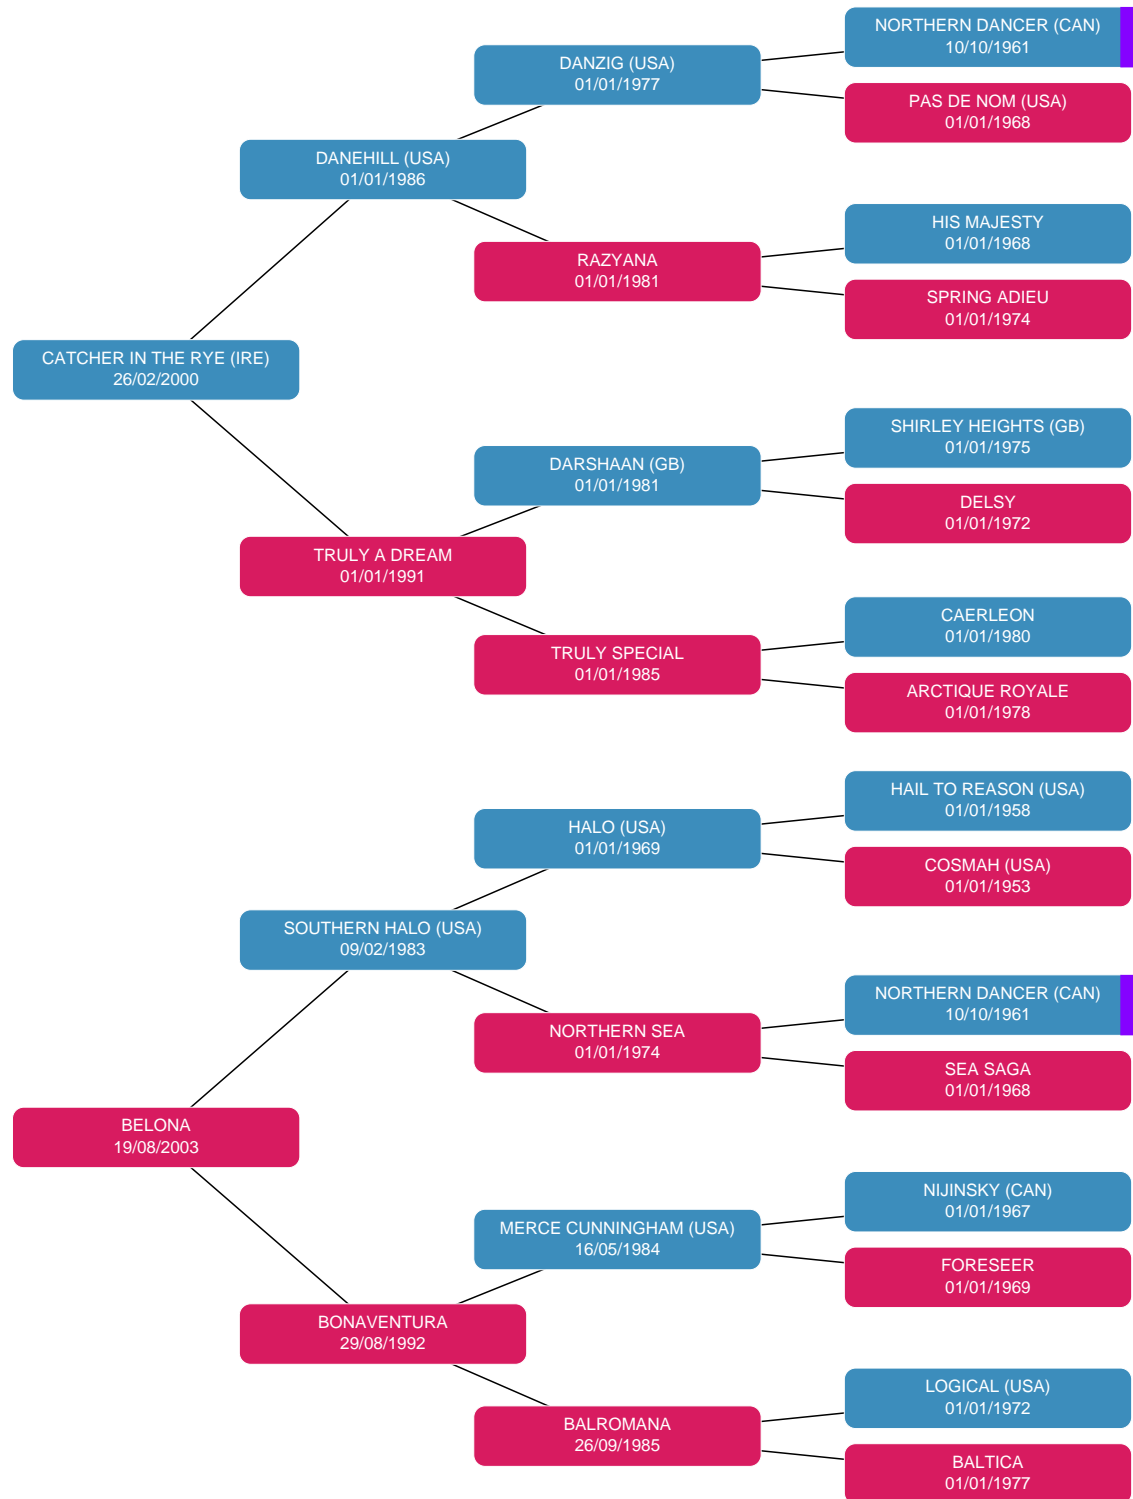 NORTHERN DANCER (CAN)
10/10/1961
DANZIG (USA)
01/01/1977
PAS DE NOM (USA)
01/01/1968
DANEHILL (USA)
01/01/1986
HIS MAJESTY
01/01/1968
RAZYANA
01/01/1981
SPRING ADIEU
01/01/1974
CATCHER IN THE RYE (IRE)
26/02/2000
SHIRLEY HEIGHTS (GB)
01/01/1975
DARSHAAN (GB)
01/01/1981
DELSY
01/01/1972
TRULY A DREAM
01/01/1991
CAERLEON
01/01/1980
TRULY SPECIAL
01/01/1985
ARCTIQUE ROYALE
01/01/1978
HAIL TO REASON (USA)
01/01/1958
HALO (USA)
01/01/1969
COSMAH (USA)
01/01/1953
SOUTHERN HALO (USA)
09/02/1983
NORTHERN DANCER (CAN)
10/10/1961
NORTHERN SEA
01/01/1974
SEA SAGA
01/01/1968
BELONA
19/08/2003
NIJINSKY (CAN)
01/01/1967
MERCE CUNNINGHAM (USA)
16/05/1984
FORESEER
01/01/1969
BONAVENTURA
29/08/1992
LOGICAL (USA)
01/01/1972
BALROMANA
26/09/1985
BALTICA
01/01/1977